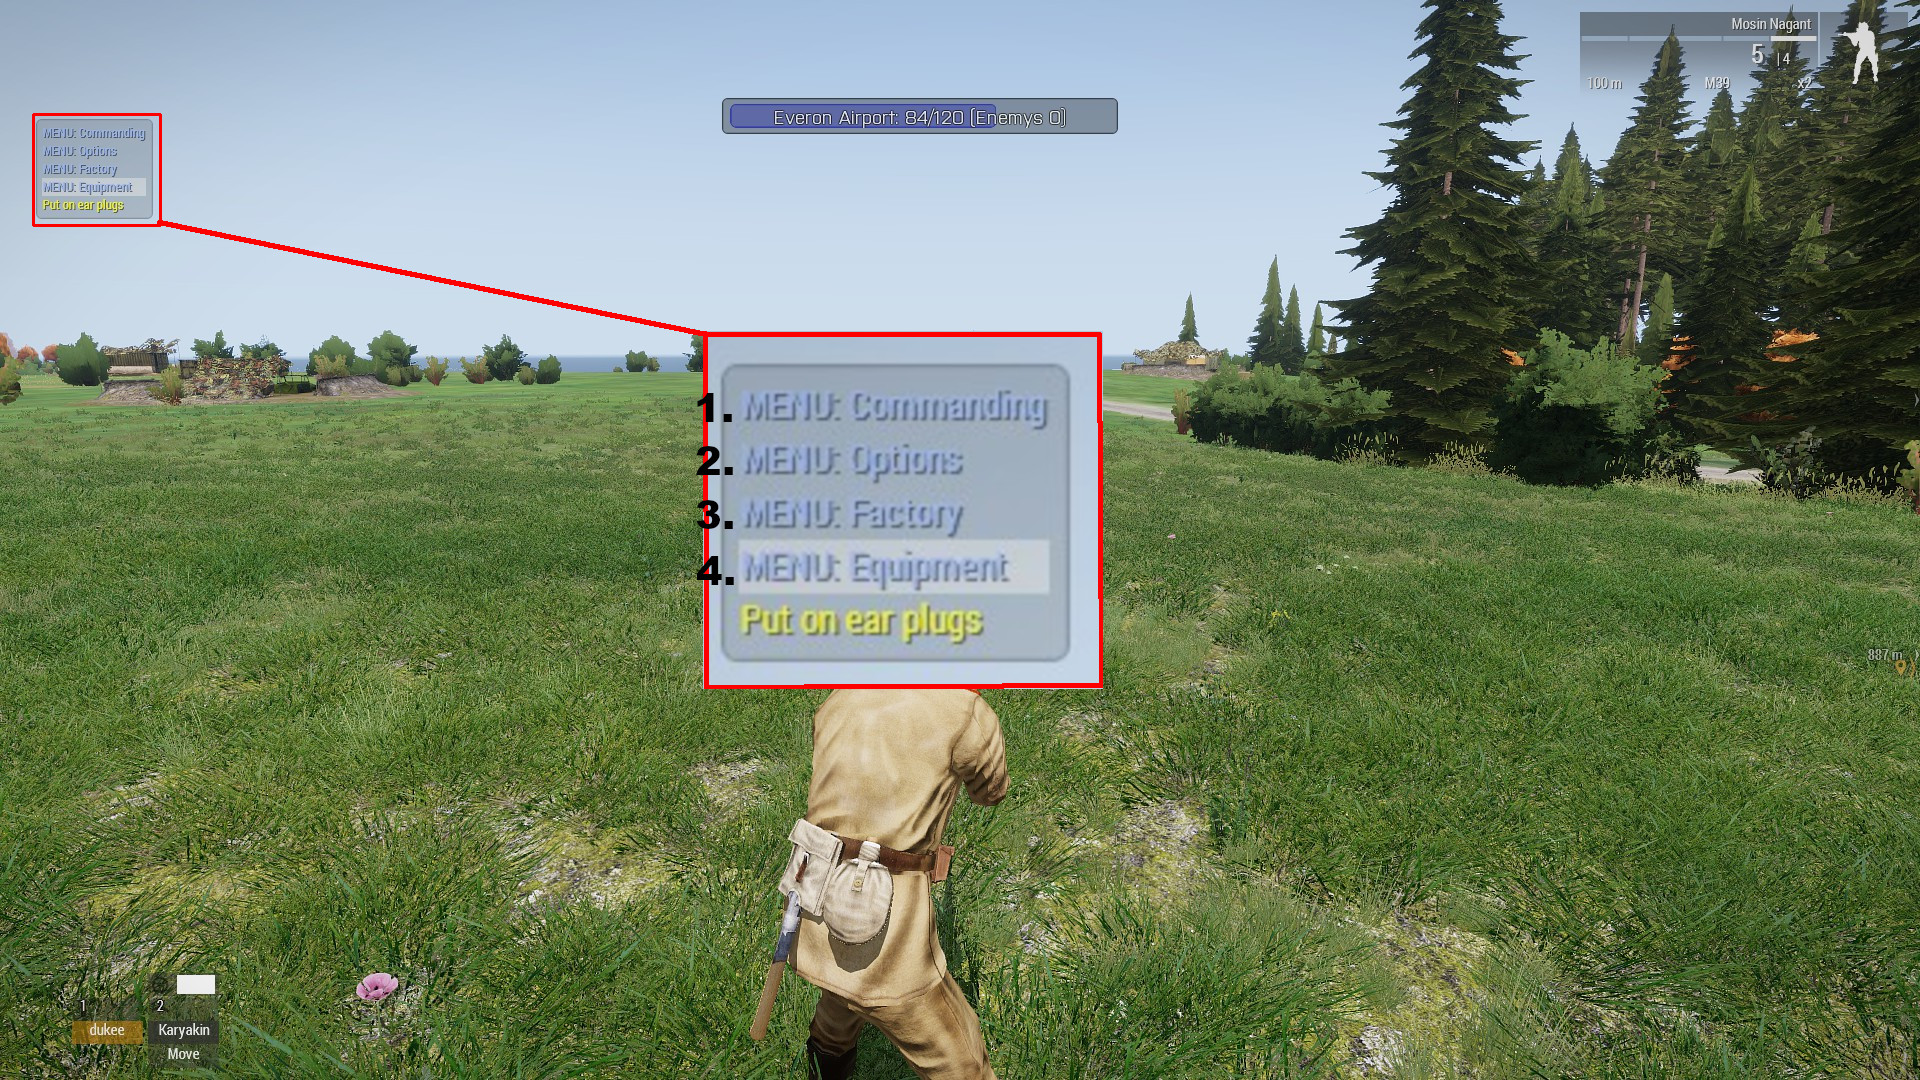 Mosin Nagant
5 | 4
100 m M39 x2
Everon Airport: 84/120 [Enemys 0]
MENU: Commanding
MENU: Options
MENU: Factory
MENU: Equipment
Put on ear plugs
1. MENU: Commanding
2. MENU: Options
3. MENU: Factory
4. MENU: Equipment
Put on ear plugs
887 m
1 2
dukee Karyakin
Move